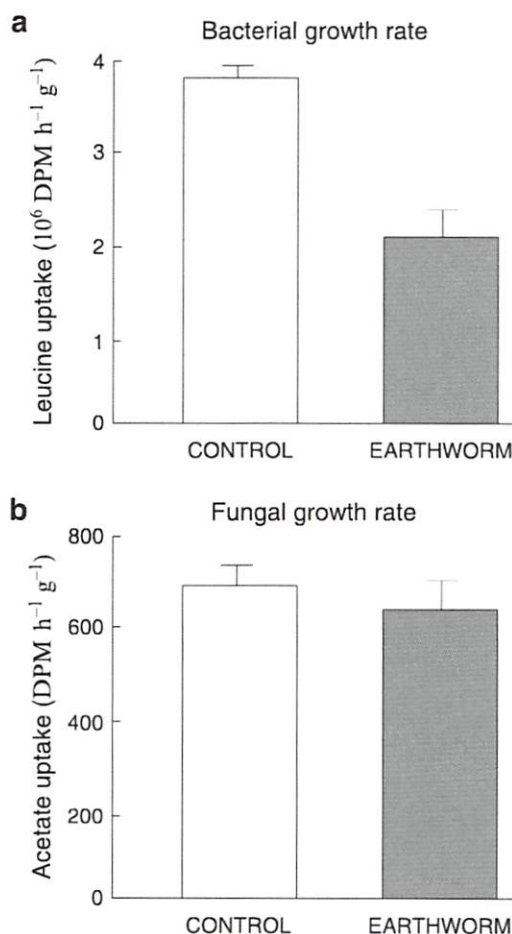 a
Bacterial growth rate
Leucine uptake (10⁶ DPM h⁻¹ g⁻¹)
4
3
2
1
0
CONTROL EARTHWORM
b
Fungal growth rate
Acetate uptake (DPM h⁻¹ g⁻¹)
800
600
400
200
0
CONTROL EARTHWORM